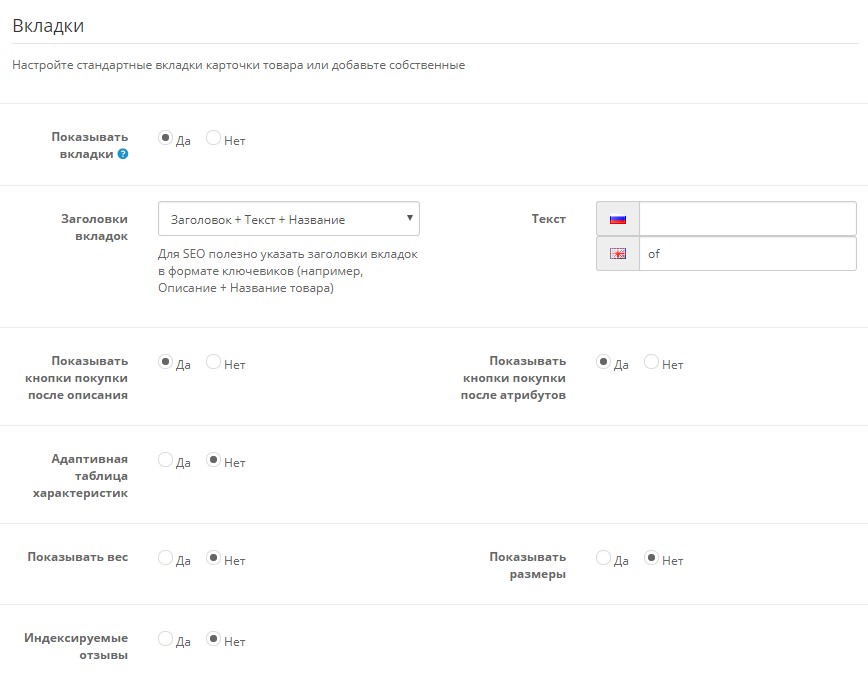 Вкладки
Настройте стандартные вкладки карточки товара или добавьте собственные
Показывать
вкладки ?
Да Нет
Заголовки
вкладок
Заголовок + Текст + Название
Для SEO полезно указать заголовки вкладок
в формате ключевиков (например,
Описание + Название товара)
Текст
of
Показывать
кнопки покупки
после описания
Да Нет
Показывать
кнопки покупки
после атрибутов
Да Нет
Адаптивная
таблица
характеристик
Да Нет
Показывать вес
Да Нет
Показывать
размеры
Да Нет
Индексируемые
отзывы
Да Нет